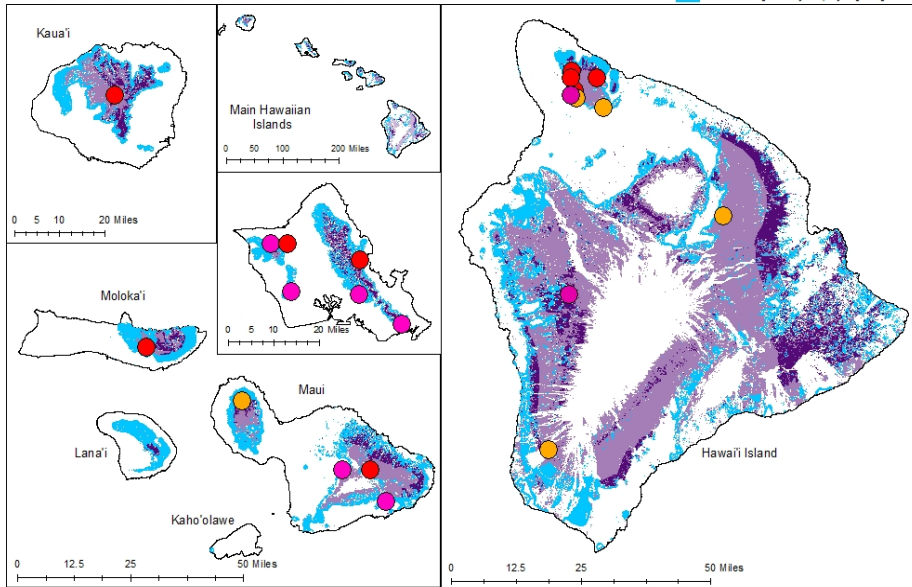 Kaua'i
0 5 10 20 Miles
Main Hawaiian
Islands
0 50 100 200 Miles
0 5 10 20 Miles
Moloka'i
Lana'i
Maui
Kaho'olawe
0 12.5 25 50 Miles
Hawai'i Island
0 12.5 25 50 Miles